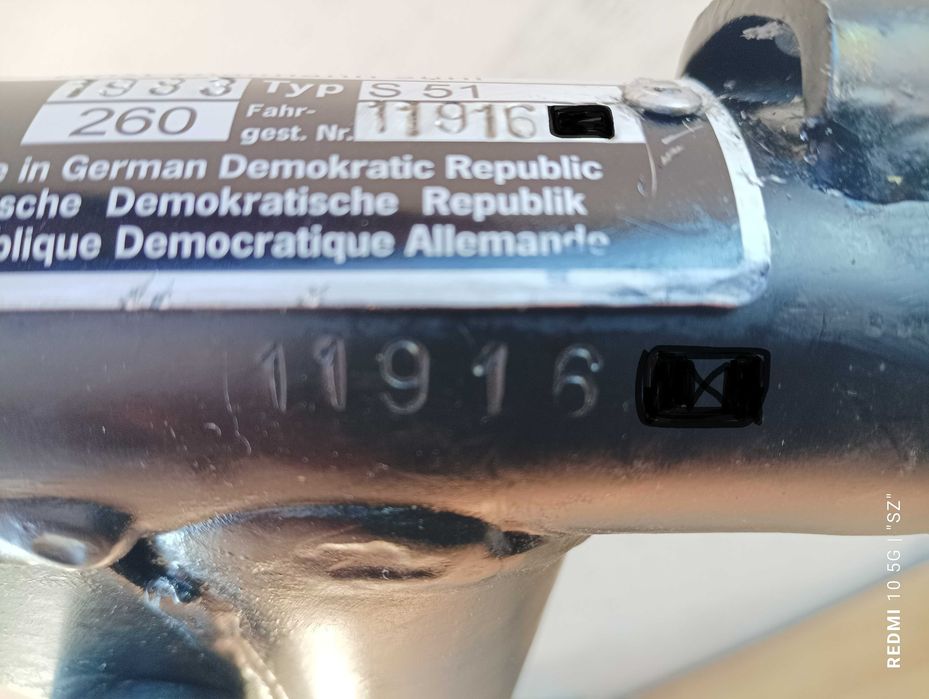 1983 Typ S 51
260 Fahr-
gest. Nr. 11916
in German Demokratic Republic
sche Demokratische Republik
blique Democratique Allemande
11916
REDMI 10 5G | "SZ"